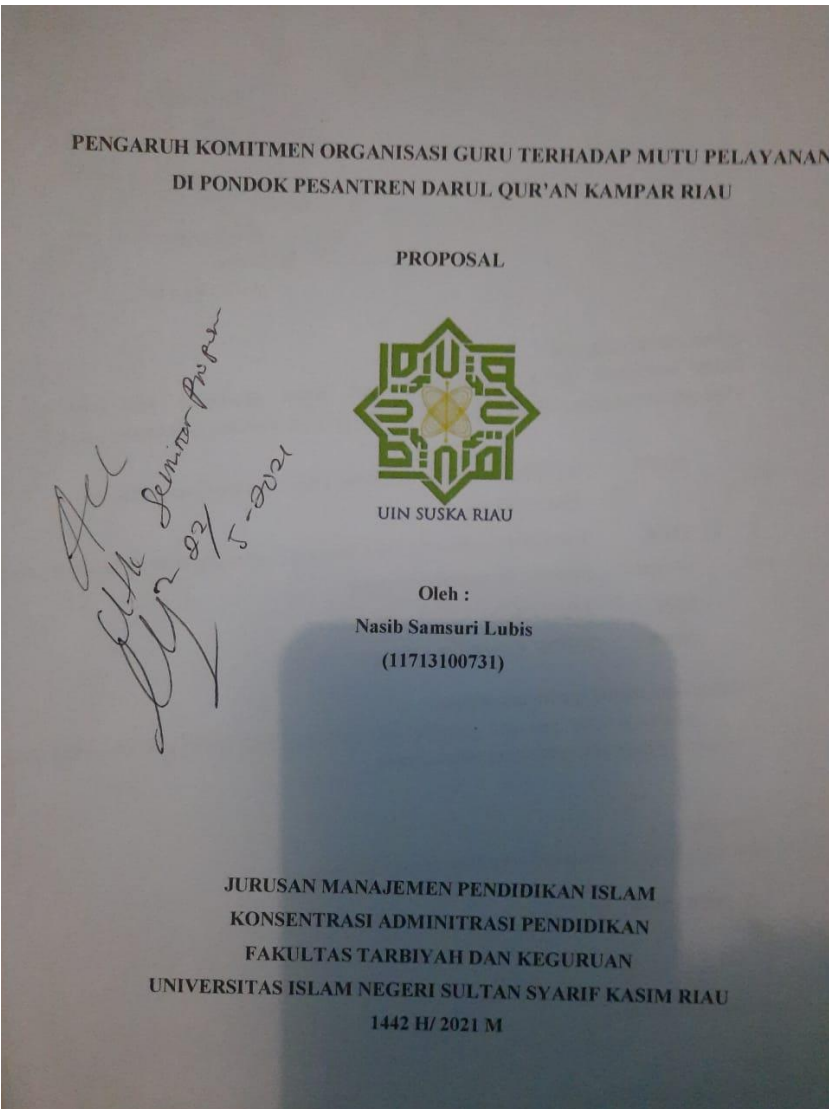 PENGARUH KOMITMEN ORGANISASI GURU TERHADAP MUTU PELAYANAN
DI PONDOK PESANTREN DARUL QUR'AN KAMPAR RIAU
PROPOSAL
UIN SUSKA RIAU
Acc
Seminar
22/
5-2021
Oleh :
Nasib Samsuri Lubis
(11713100731)
JURUSAN MANAJEMEN PENDIDIKAN ISLAM
KONSENTRASI ADMINITRASI PENDIDIKAN
FAKULTAS TARBIYAH DAN KEGURUAN
UNIVERSITAS ISLAM NEGERI SULTAN SYARIF KASIM RIAU
1442 H/ 2021 M